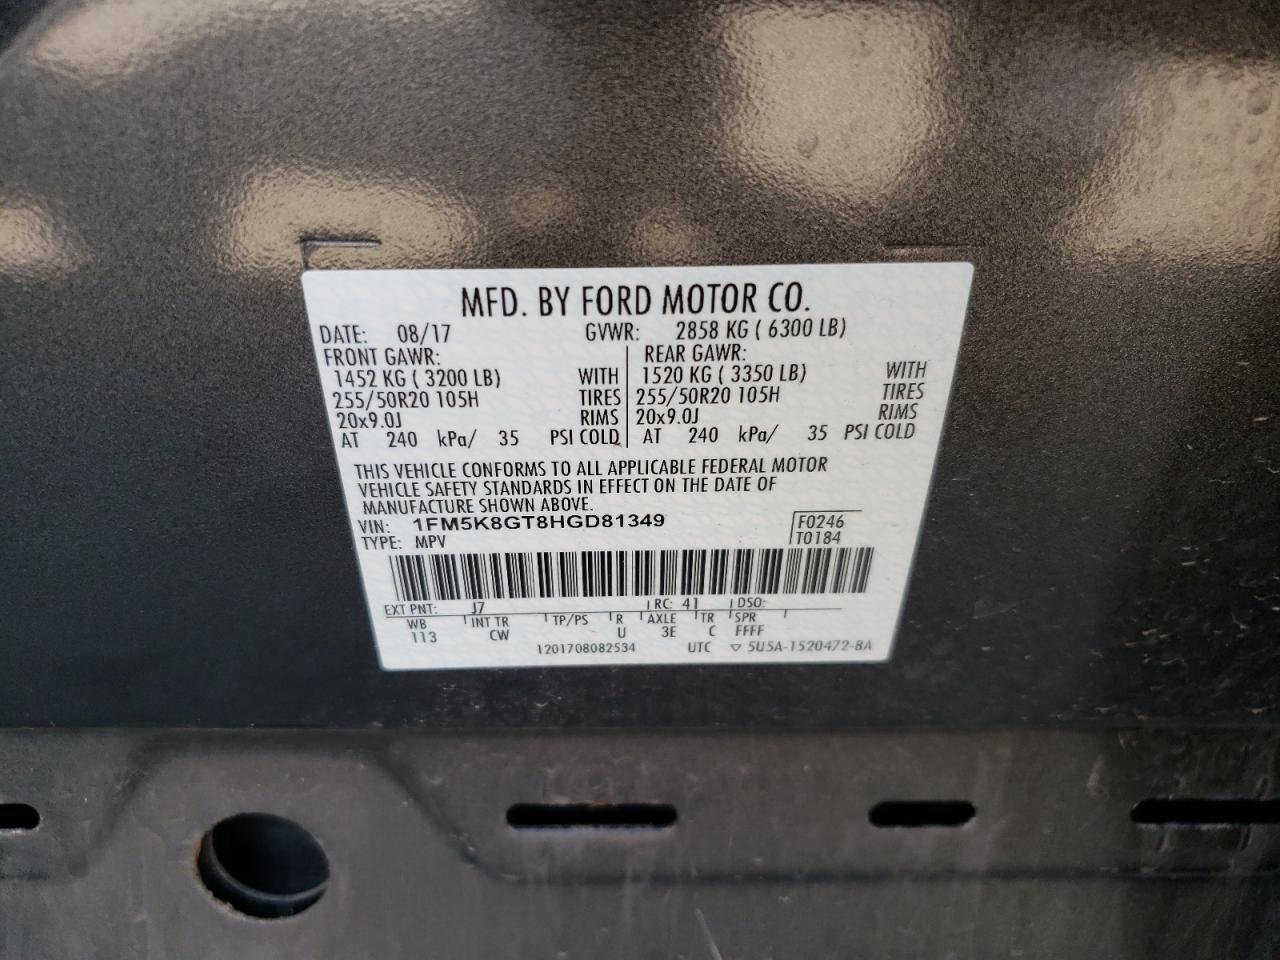 MFD. BY FORD MOTOR CO.
DATE: 08/17 GVWR: 2858 KG ( 6300 LB)
FRONT GAWR: REAR GAWR:
1452 KG ( 3200 LB) WITH 1520 KG ( 3350 LB) WITH
255/50R20 105H TIRES 255/50R20 105H TIRES
20x9.0J RIMS 20x9.0J RIMS
AT 240 kPa/ 35 PSI COLD AT 240 kPa/ 35 PSI COLD
THIS VEHICLE CONFORMS TO ALL APPLICABLE FEDERAL MOTOR
VEHICLE SAFETY STANDARDS IN EFFECT ON THE DATE OF
MANUFACTURE SHOWN ABOVE.
VIN: 1FM5K8GT8HGD81349 F0246
TYPE: MPV T0184
EXT PNT: J7 RC: 41 DSO:
WB INT TR TP/PS R AXLE TR SPR
113 CW U 3E C FFFF
1201708082534 UTC ▽ 5U5A-1520472-BA